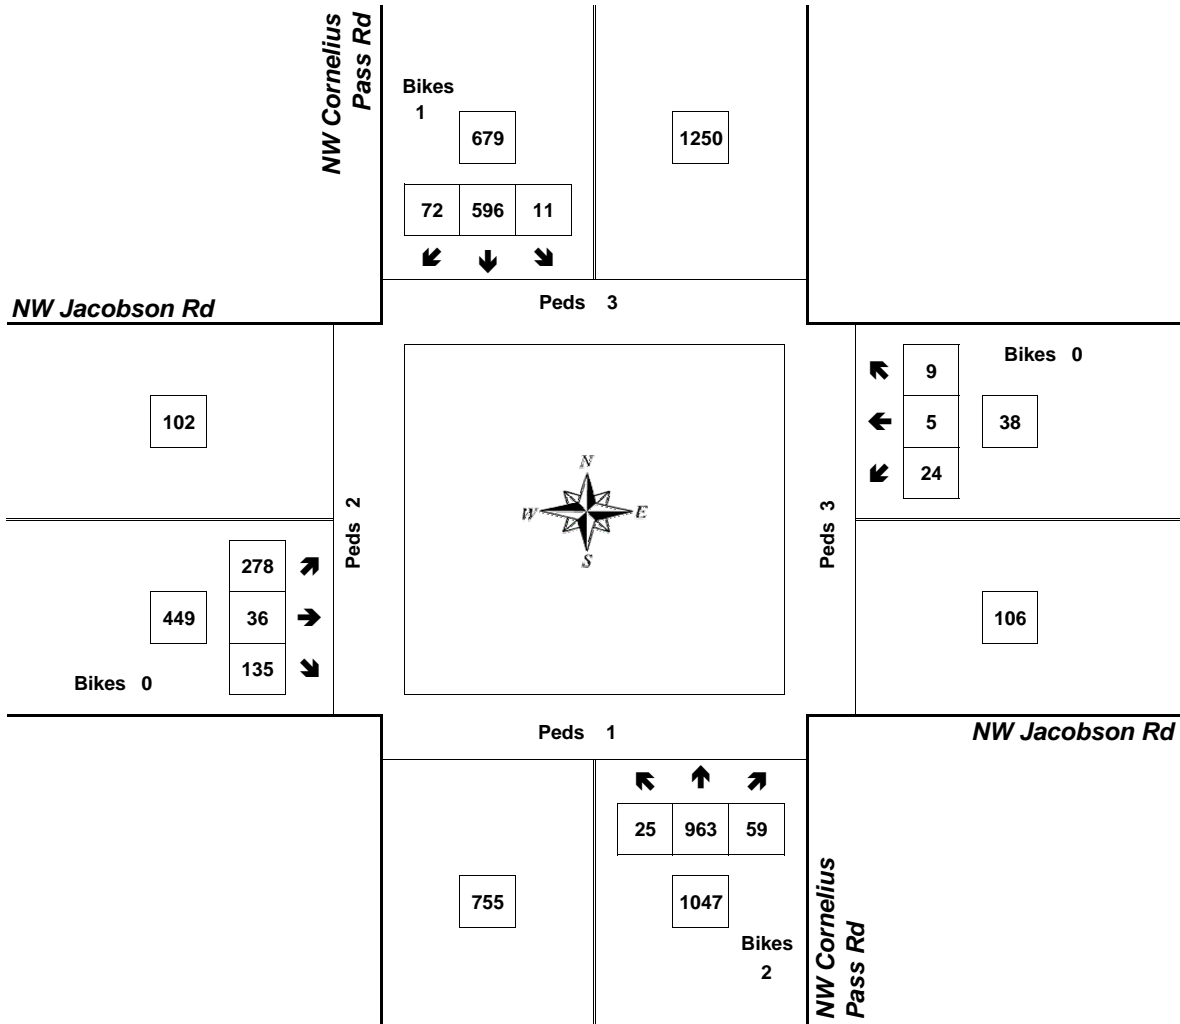 NW Cornelius
Pass Rd
Bikes
1
679
1250
72 596 11
Peds 3
NW Jacobson Rd
Bikes 0
9
5
24
38
102
Peds 2
N
W E
S
Peds 3
278
36
135
449
Bikes 0
106
Peds 1
NW Jacobson Rd
25 963 59
755
1047
Bikes
2
NW Cornelius
Pass Rd